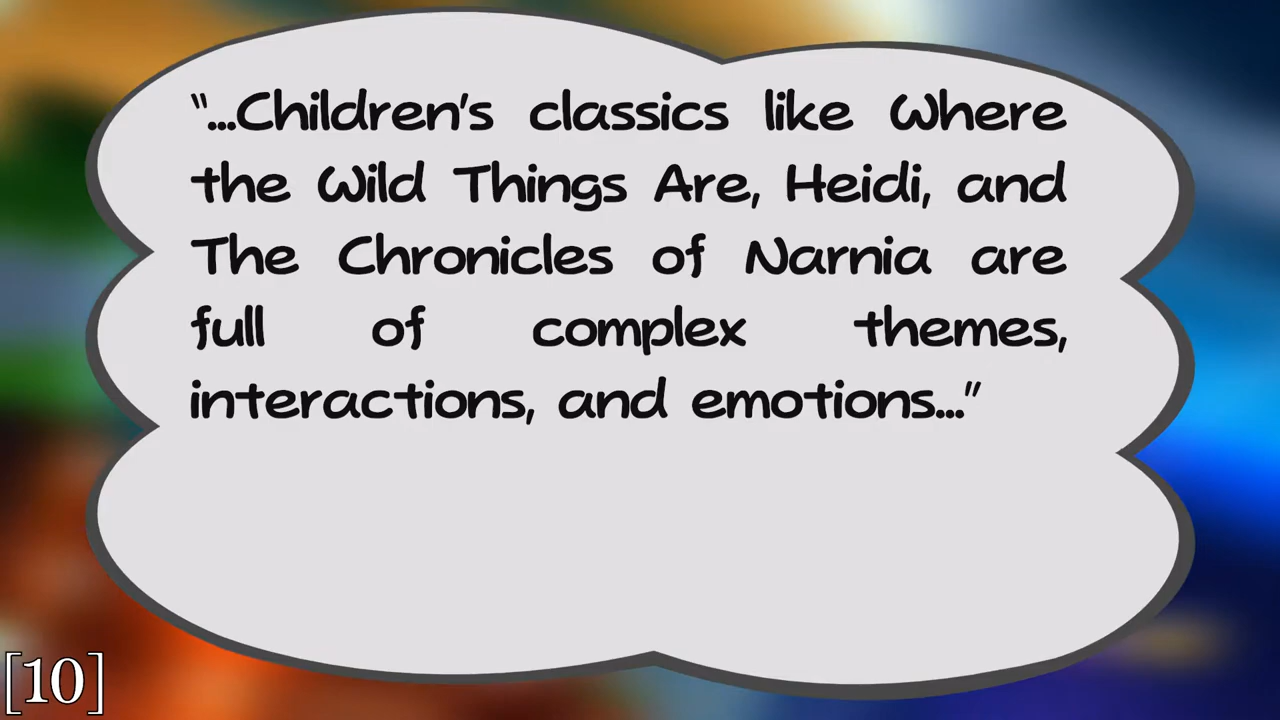 "...Children's classics like Where
the Wild Things Are, Heidi, and
The Chronicles of Narnia are
full of complex themes,
interactions, and emotions..."
[10]